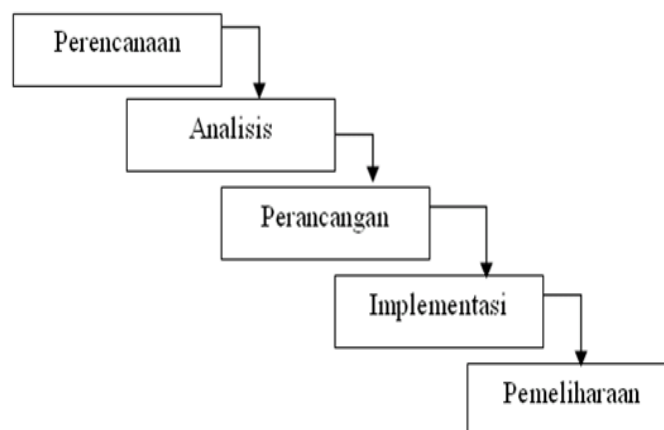 Perencanaan
Analisis
Perancangan
Implementasi
Pemeliharaan